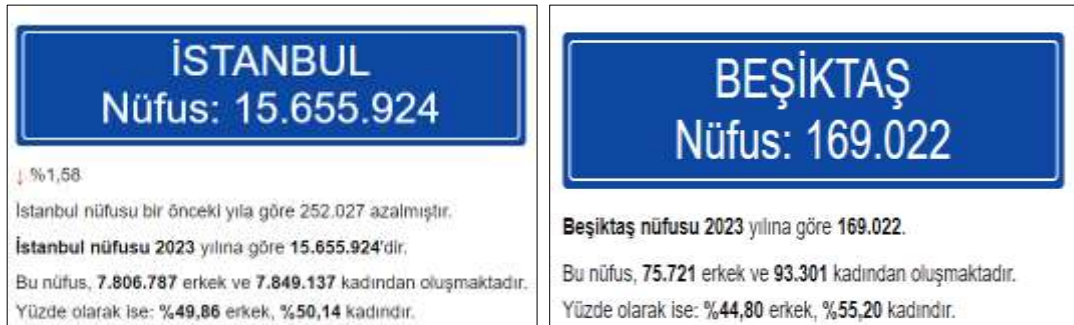 İSTANBUL
Nüfus: 15.655.924
↓ %1,58
İstanbul nüfusu bir önceki yıla göre 252.027 azalmıştır.
İstanbul nüfusu 2023 yılına göre 15.655.924'dir.
Bu nüfus, 7.806.787 erkek ve 7.849.137 kadından oluşmaktadır.
Yüzde olarak ise: %49,86 erkek, %50,14 kadındır.
BEŞİKTAŞ
Nüfus: 169.022
Beşiktaş nüfusu 2023 yılına göre 169.022.
Bu nüfus, 75.721 erkek ve 93.301 kadından oluşmaktadır.
Yüzde olarak ise: %44,80 erkek, %55,20 kadındır.